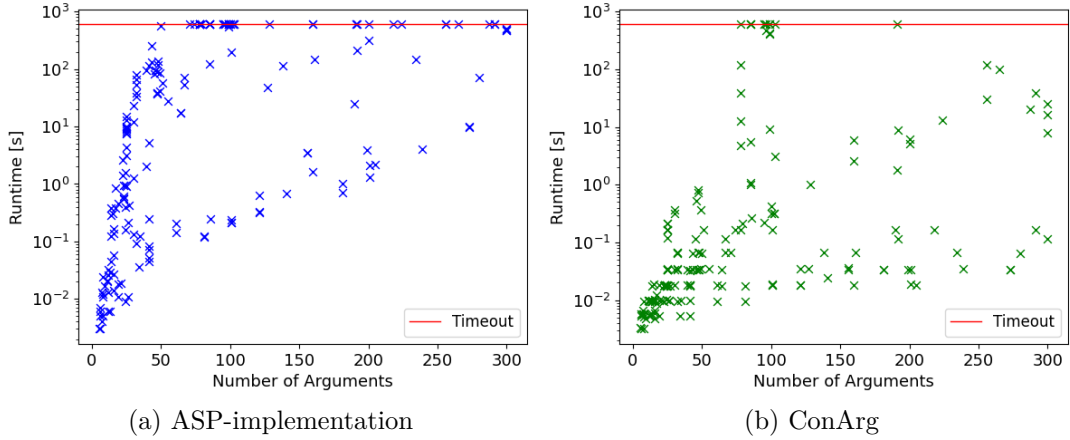 10³
10²
10¹
10⁰
10⁻¹
10⁻²
Runtime [s]
Timeout
0 50 100 150 200 250 300
Number of Arguments
(a) ASP-implementation
10³
10²
10¹
10⁰
10⁻¹
10⁻²
Runtime [s]
Timeout
0 50 100 150 200 250 300
Number of Arguments
(b) ConArg